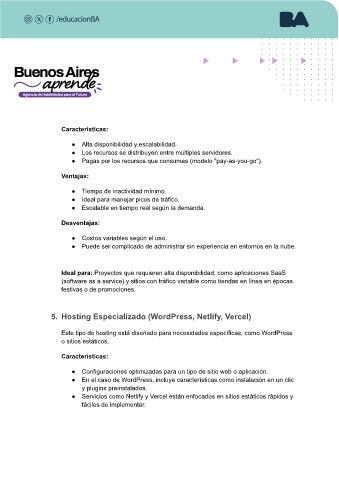 /educacionBA
BA
Buenos Aires
aprende
Agencia de Habilidades para el Futuro
Características:
● Alta disponibilidad y escalabilidad.
● Los recursos se distribuyen entre múltiples servidores.
● Pagas por los recursos que consumes (modelo "pay-as-you-go").
Ventajas:
● Tiempo de inactividad mínimo.
● Ideal para manejar picos de tráfico.
● Escalable en tiempo real según la demanda.
Desventajas:
● Costos variables según el uso.
● Puede ser complicado de administrar sin experiencia en entornos en la nube.
Ideal para: Proyectos que requieren alta disponibilidad, como aplicaciones SaaS
(software as a service) y sitios con tráfico variable como tiendas en línea en épocas
festivas o de promociones.
5. Hosting Especializado (WordPress, Netlify, Vercel)
Este tipo de hosting está diseñado para necesidades específicas, como WordPress
o sitios estáticos.
Características:
● Configuraciones optimizadas para un tipo de sitio web o aplicación.
● En el caso de WordPress, incluye características como instalación en un clic
y plugins preinstalados.
● Servicios como Netlify y Vercel están enfocados en sitios estáticos rápidos y
fáciles de implementar.